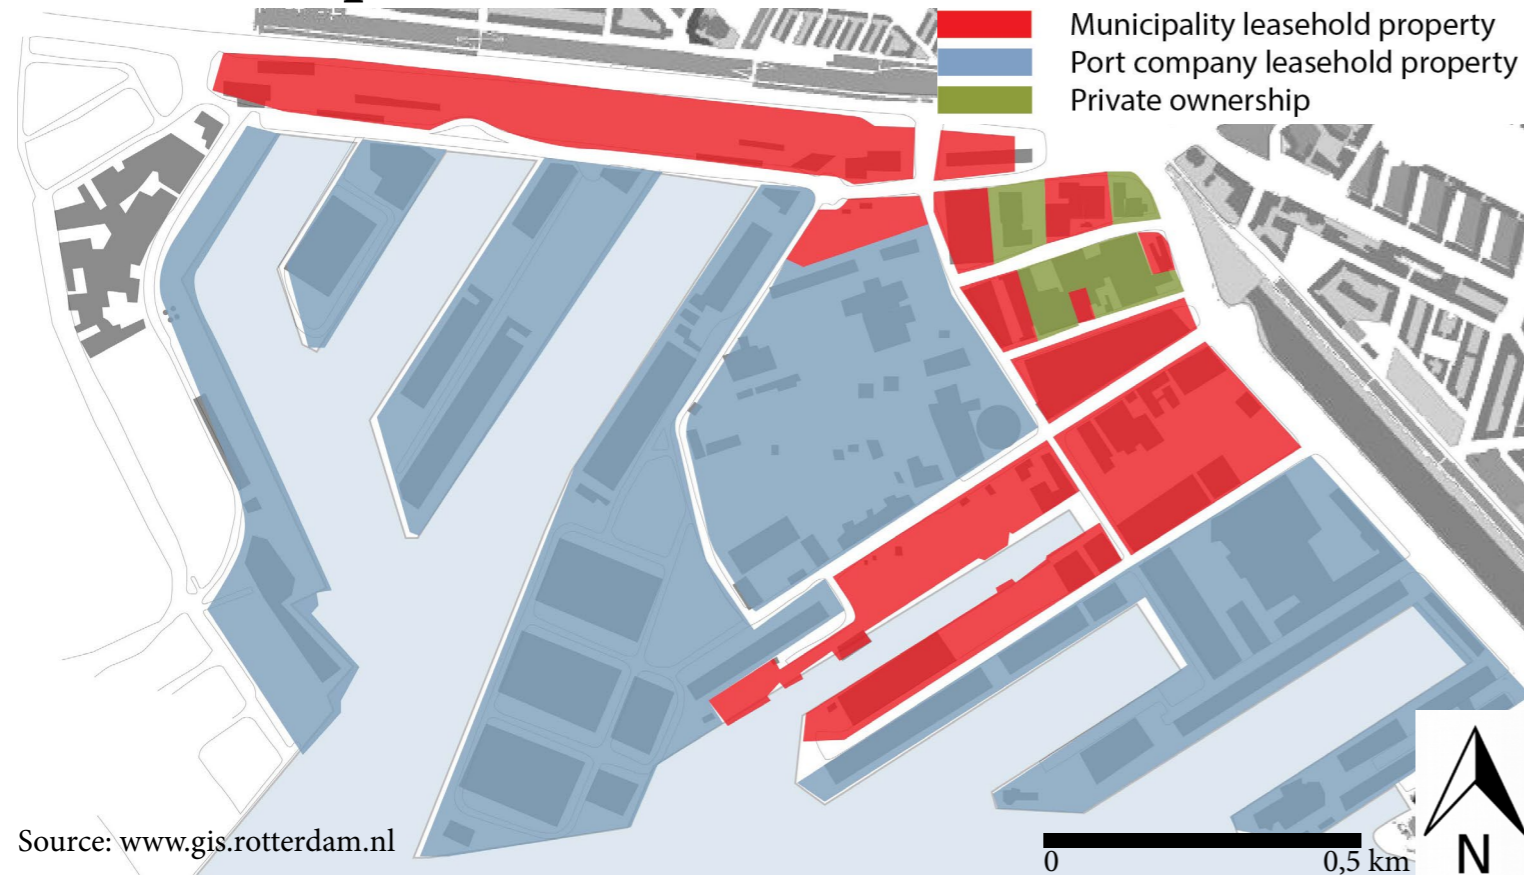 Municipality leasehold property
Port company leasehold property
Private ownership
Source: www.gis.rotterdam.nl
0
0,5 km
N